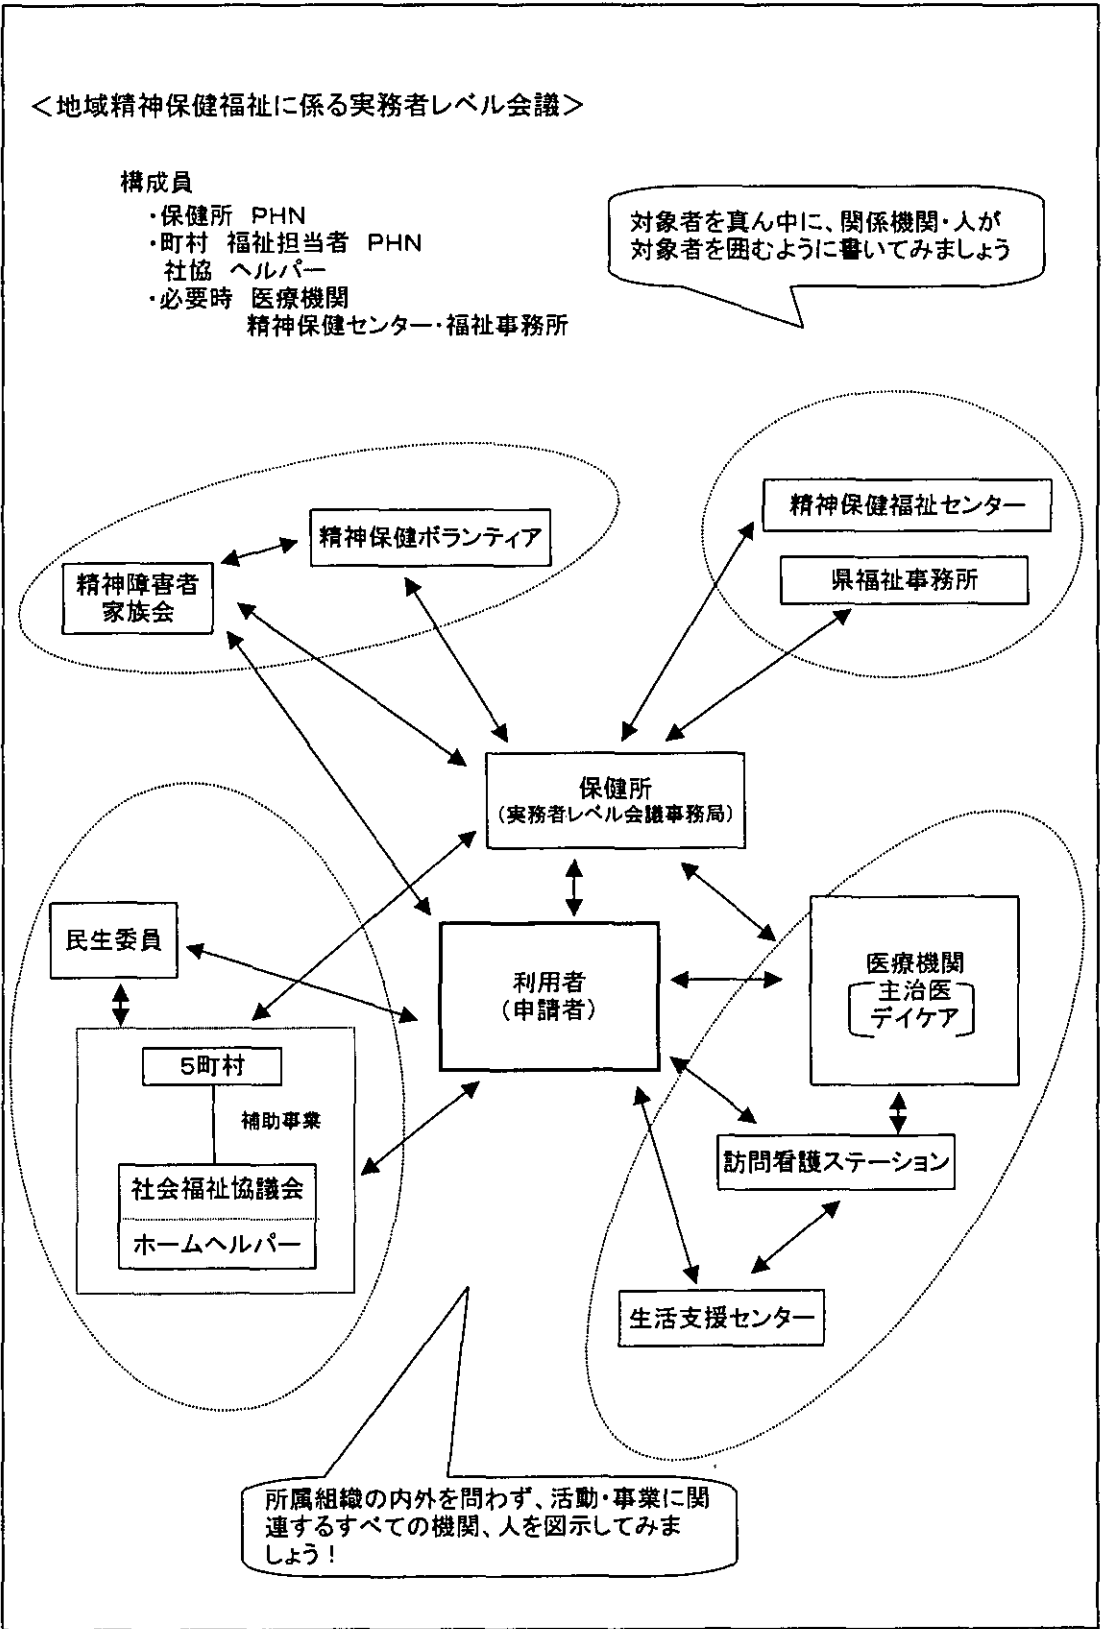 ＜地域精神保健福祉に係る実務者レベル会議＞
構成員
・保健所 PHN
・町村 福祉担当者 PHN
社協 ヘルパー
・必要時 医療機関
精神保健センター・福祉事務所
対象者を真ん中に、関係機関・人が
対象者を囲むように書いてみましょう
精神保健福祉センター
県福祉事務所
精神保健ボランティア
精神障害者
家族会
保健所
（実務者レベル会議事務局）
民生委員
利用者
（申請者）
医療機関
主治医
デイケア
5町村
補助事業
社会福祉協議会
ホームヘルパー
訪問看護ステーション
生活支援センター
所属組織の内外を問わず、活動・事業に関
連するすべての機関、人を図示してみま
しょう！